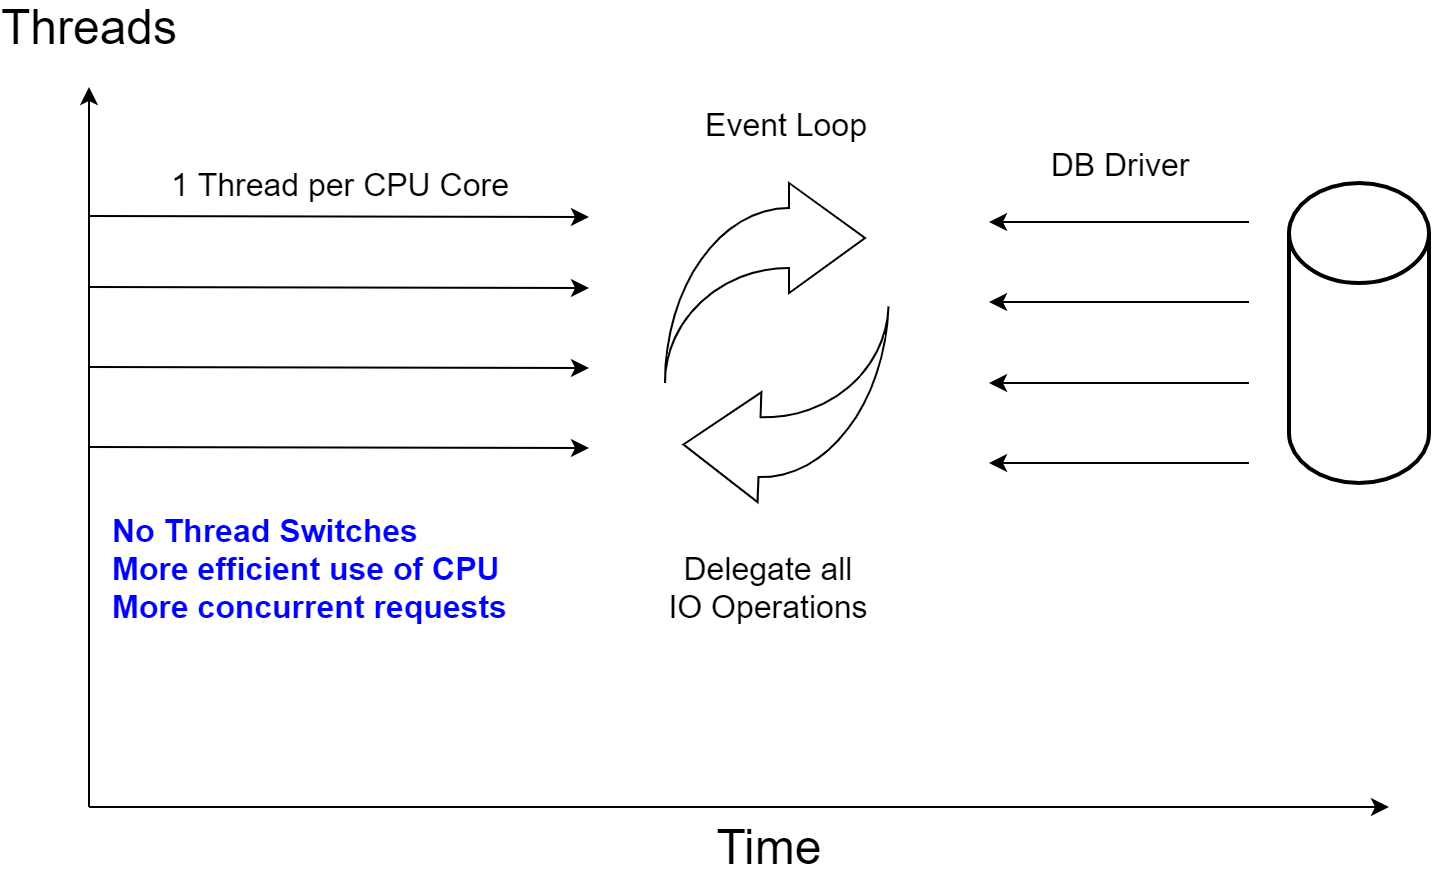 Threads
Event Loop
DB Driver
1 Thread per CPU Core
No Thread Switches
More efficient use of CPU
More concurrent requests
Delegate all
IO Operations
Time